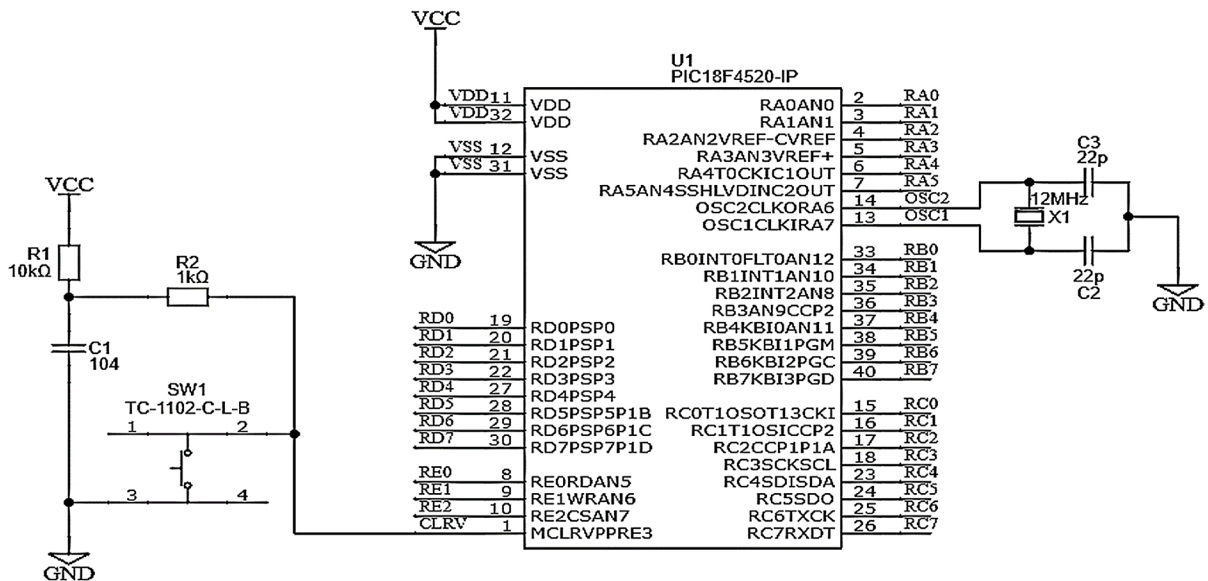 VCC
U1
PIC18F4520-IP
VDD 11 VDD
VDD 32 VDD
VSS 12 VSS
VSS 31 VSS
GND
RA0AN0 2 RA0
RA1AN1 3 RA1
RA2AN2VREF-CVREF 4 RA2
RA3AN3VREF+ 5 RA3
RA4T0CKIC1OUT 6 RA4
RA5AN4SSHLVDINC2OUT 7 RA5
OSC2CLKORA6 14 OSC2
OSC1CLKIRA7 13 OSC1
C3
22p
12MHz
X1
22p
C2
GND
RB0INT0FLT0AN12 33 RB0
RB1INT1AN10 34 RB1
RB2INT2AN8 35 RB2
RB3AN9CCP2 36 RB3
RB4KBI0AN11 37 RB4
RB5KBI1PGM 38 RB5
RB6KBI2PGC 39 RB6
RB7KBI3PGD 40 RB7
RC0T1OSOT13CKI 15 RC0
RC1T1OSICCP2 16 RC1
RC2CCP1P1A 17 RC2
RC3SCKSCL 18 RC3
RC4SDISDA 23 RC4
RC5SDO 24 RC5
RC6TXCK 25 RC6
RC7RXDT 26 RC7
RD0 19 RD0PSP0
RD1 20 RD1PSP1
RD2 21 RD2PSP2
RD3 22 RD3PSP3
RD4 27 RD4PSP4
RD5 28 RD5PSP5P1B
RD6 29 RD6PSP6P1C
RD7 30 RD7PSP7P1D
RE0 8 RE0RDAN5
RE1 9 RE1WRAN6
RE2 10 RE2CSAN7
CLRV 1 MCLRVPPRE3
VCC
R1
10kΩ
R2
1kΩ
C1
104
SW1
TC-1102-C-L-B
1 2
3 4
GND